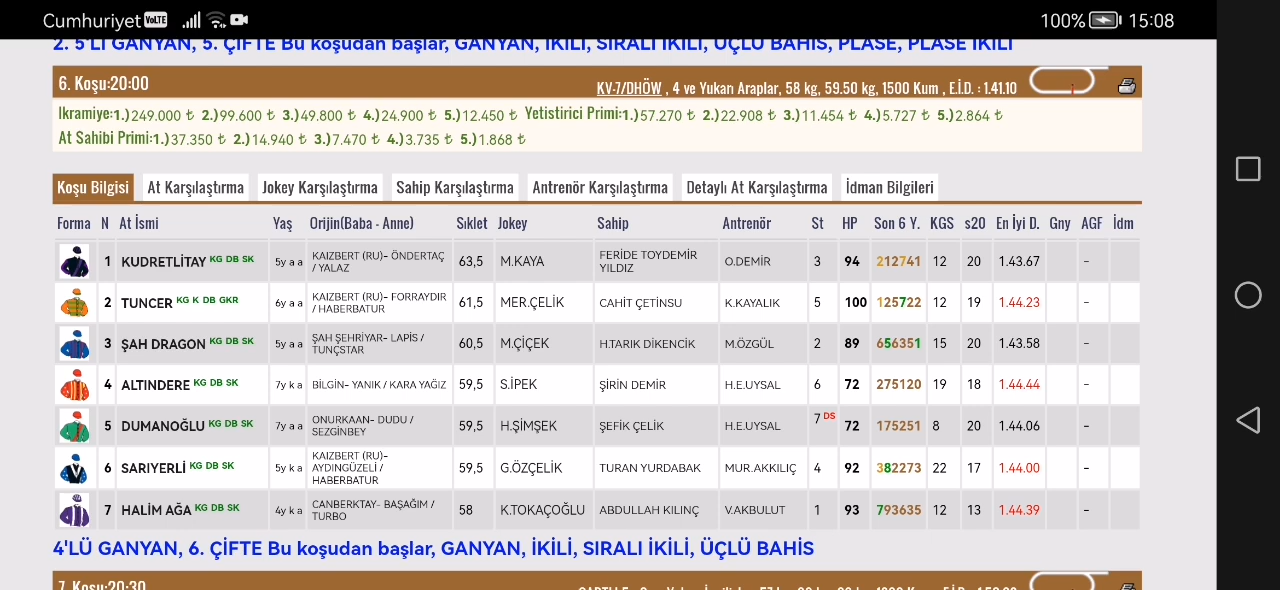 Cumhuriyet VoLTE 100% 15:08
2. 5'Lİ GANYAN, 5. ÇİFTE Bu koşudan başlar, GANYAN, İKİLİ, SIRALI İKİLİ, ÜÇLÜ BAHİS, PLASE, PLASE İKİLİ
6. Koşu:20:00 KV-7/DHÖW , 4 ve Yukarı Araplar, 58 kg, 59.50 kg, 1500 Kum , E.İ.D. : 1.41.10
Ikramiye:1.)249.000 ₺ 2.)99.600 ₺ 3.)49.800 ₺ 4.)24.900 ₺ 5.)12.450 ₺ Yetistirici Primi:1.)57.270 ₺ 2.)22.908 ₺ 3.)11.454 ₺ 4.)5.727 ₺ 5.)2.864 ₺
At Sahibi Primi:1.)37.350 ₺ 2.)14.940 ₺ 3.)7.470 ₺ 4.)3.735 ₺ 5.)1.868 ₺
Koşu Bilgisi At Karşılaştırma Jokey Karşılaştırma Sahip Karşılaştırma Antrenör Karşılaştırma Detaylı At Karşılaştırma İdman Bilgileri
Forma N At İsmi Yaş Orijin(Baba - Anne) Sıklet Jokey Sahip Antrenör St HP Son 6 Y. KGS s20 En İyi D. Gny AGF İdm
1 KUDRETLİTAY KG DB SK 5y a a KAIZBERT (RU)- ÖNDERTAÇ / YALAZ 63,5 M.KAYA FERİDE TOYDEMİR YILDIZ O.DEMİR 3 94 212741 12 20 1.43.67 -
2 TUNCER KG K DB GKR 6y a a KAIZBERT (RU)- FORRAYDIR / HABERBATUR 61,5 MER.ÇELİK CAHİT ÇETİNSU K.KAYALIK 5 100 125722 12 19 1.44.23 -
3 ŞAH DRAGON KG DB SK 5y a a ŞAH ŞEHRİYAR- LAPİS / TUNÇSTAR 60,5 M.ÇİÇEK H.TARIK DİKENCİK M.ÖZGÜL 2 89 656351 15 20 1.43.58 -
4 ALTINDERE KG DB SK 7y k a BİLGİN- YANIK / KARA YAĞIZ 59,5 S.İPEK ŞİRİN DEMİR H.E.UYSAL 6 72 275120 19 18 1.44.44 -
5 DUMANOĞLU KG DB SK 7y a a ONURKAAN- DUDU / SEZGİNBEY 59,5 H.ŞİMŞEK ŞEFİK ÇELİK H.E.UYSAL 7 DS 72 175251 8 20 1.44.06 -
6 SARIYERLİ KG DB SK 5y k a KAIZBERT (RU)- AYDINGÜZELİ / HABERBATUR 59,5 G.ÖZÇELİK TURAN YURDABAK MUR.AKKILIÇ 4 92 382273 22 17 1.44.00 -
7 HALİM AĞA KG DB SK 4y k a CANBERKTAY- BAŞAĞIM / TURBO 58 K.TOKAÇOĞLU ABDULLAH KILINÇ V.AKBULUT 1 93 793635 12 13 1.44.39 -
4'LÜ GANYAN, 6. ÇİFTE Bu koşudan başlar, GANYAN, İKİLİ, SIRALI İKİLİ, ÜÇLÜ BAHİS
7. Koşu:20:30